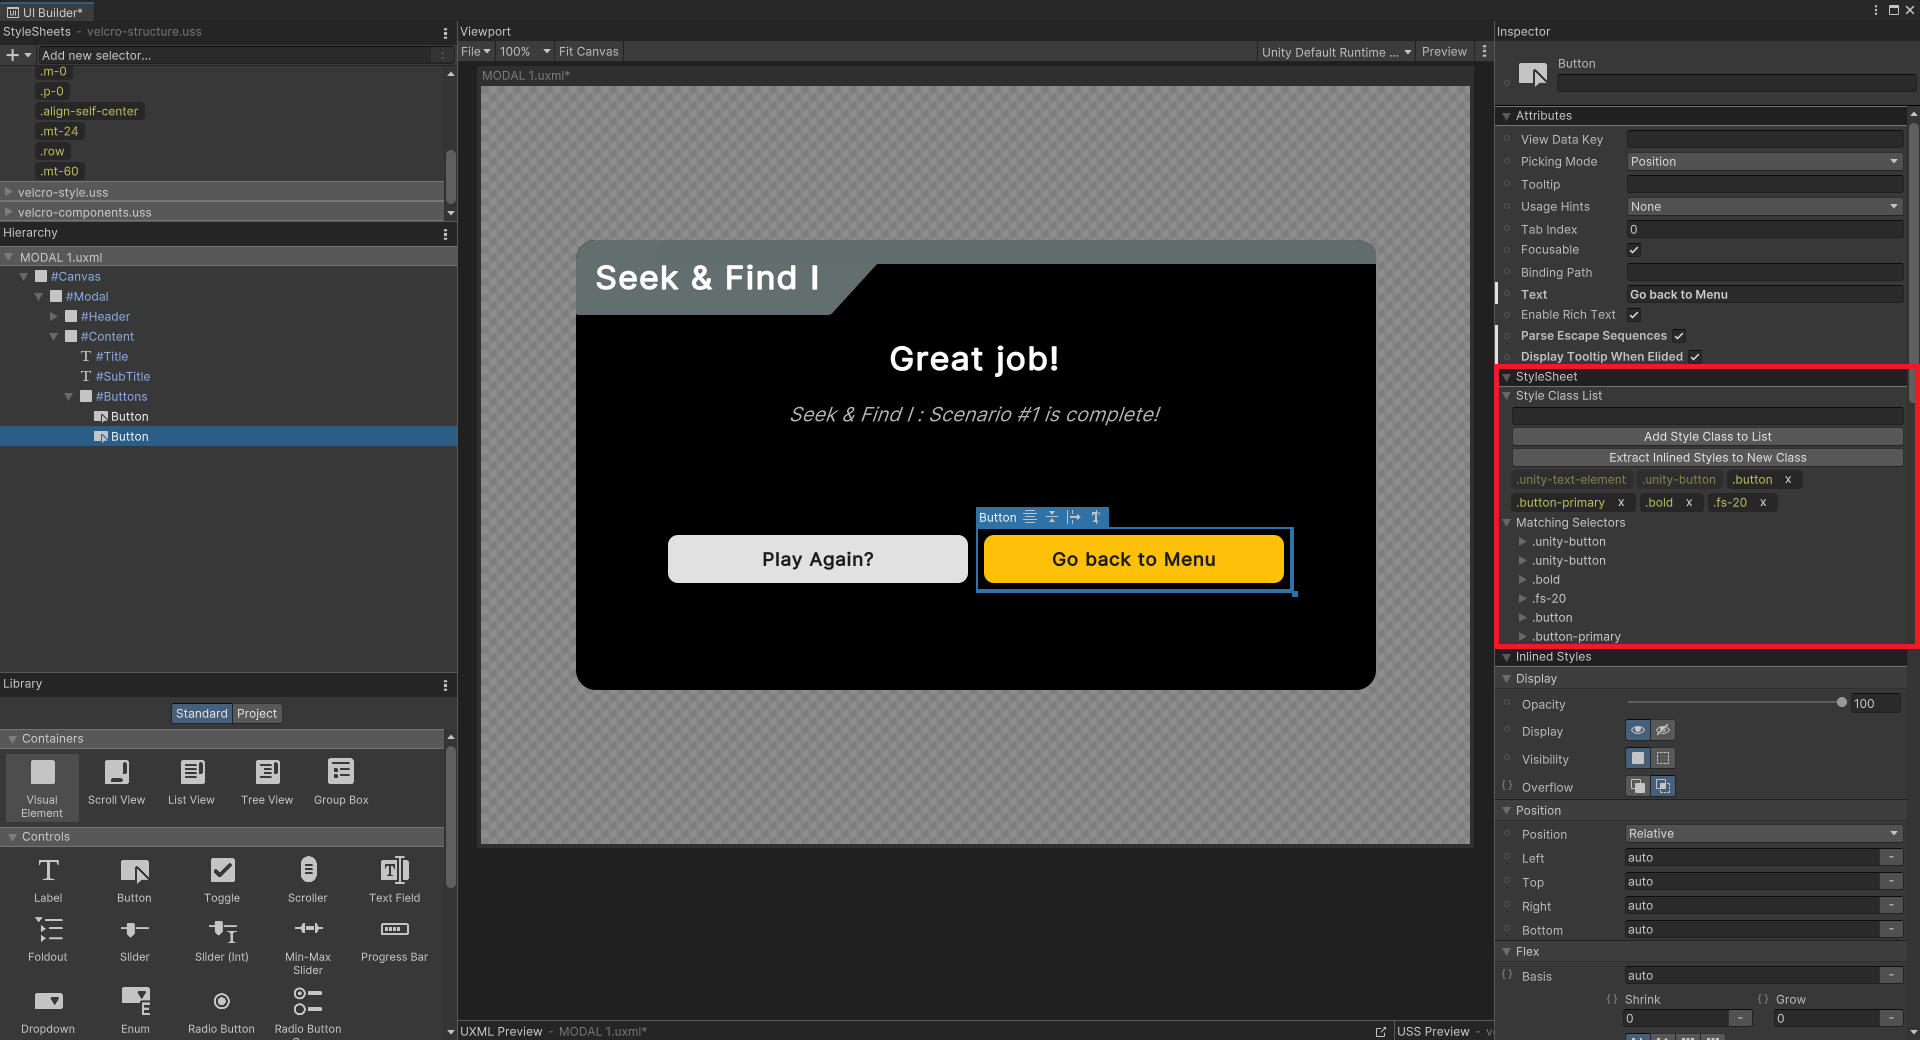 UI Builder*
StyleSheets - velcro-structure.uss
Add new selector...
.m-0
.p-0
.align-self-center
.mt-24
.row
.mt-60
velcro-style.uss
velcro-components.uss
Hierarchy
MODAL 1.uxml
#Canvas
#Modal
#Header
#Content
#Title
#SubTitle
#Buttons
Button
Button
Library
Standard Project
Containers
Visual Element Scroll View List View Tree View Group Box
Controls
Label Button Toggle Scroller Text Field
Foldout Slider Slider (Int) Min-Max Slider Progress Bar
Dropdown Enum Radio Button Radio Button
Viewport
File 100% Fit Canvas Unity Default Runtime ... Preview
MODAL 1.uxml*
Seek & Find I
Great job!
Seek & Find I : Scenario #1 is complete!
Button
Play Again? Go back to Menu
UXML Preview - MODAL 1.uxml* USS Preview -
Inspector
Button
Attributes
View Data Key
Picking Mode Position
Tooltip
Usage Hints None
Tab Index 0
Focusable
Binding Path
Text Go back to Menu
Enable Rich Text
Parse Escape Sequences
Display Tooltip When Elided
StyleSheet
Style Class List
Add Style Class to List
Extract Inlined Styles to New Class
.unity-text-element .unity-button .button x
.button-primary x .bold x .fs-20 x
Matching Selectors
.unity-button
.unity-button
.bold
.fs-20
.button
.button-primary
Inlined Styles
Display
Opacity 100
Display
Visibility
{} Overflow
Position
Position Relative
Left auto -
Top auto -
Right auto -
Bottom auto -
Flex
{} Basis auto -
{} Shrink {} Grow
0 - 0 -